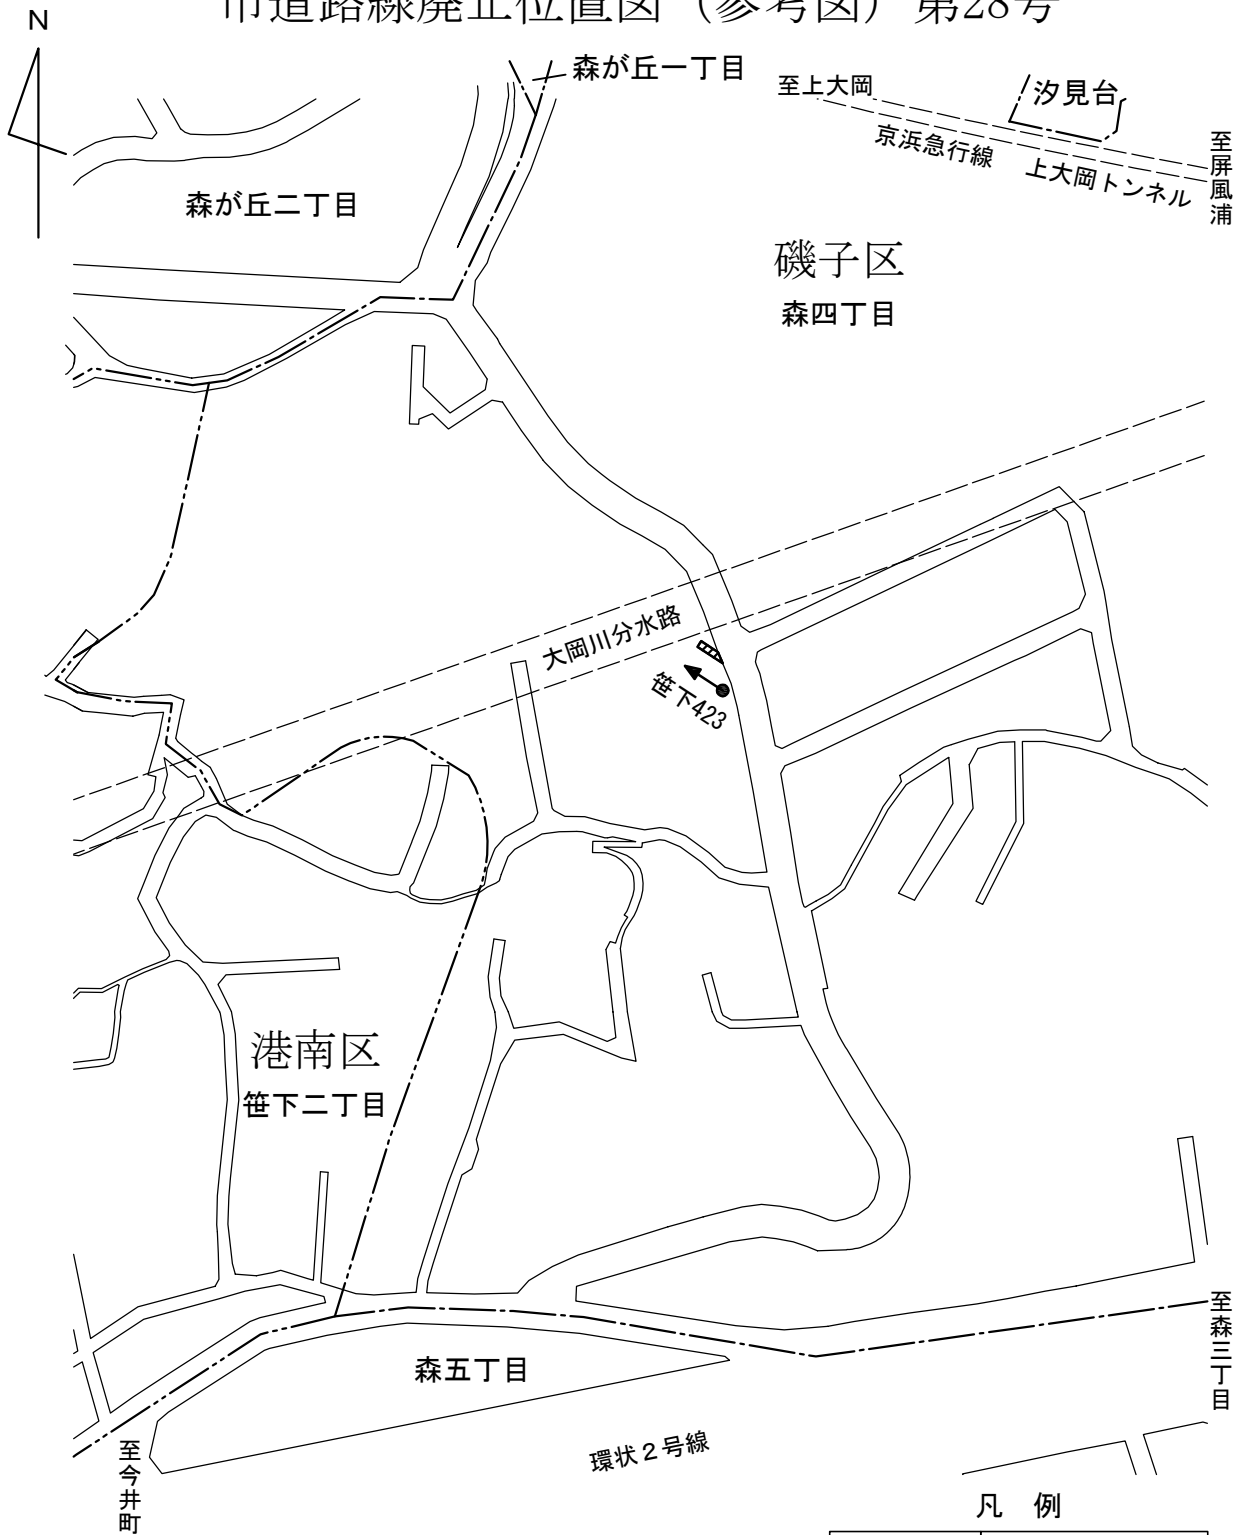 市道路線廃止位置図（参考図）第28号
N
森が丘一丁目
至上大岡
汐見台
京浜急行線
上大岡トンネル
至屏風浦
森が丘二丁目
磯子区
森四丁目
大岡川分水路
笹下423
港南区
笹下二丁目
至森三丁目
森五丁目
環状２号線
至今井町
凡 例